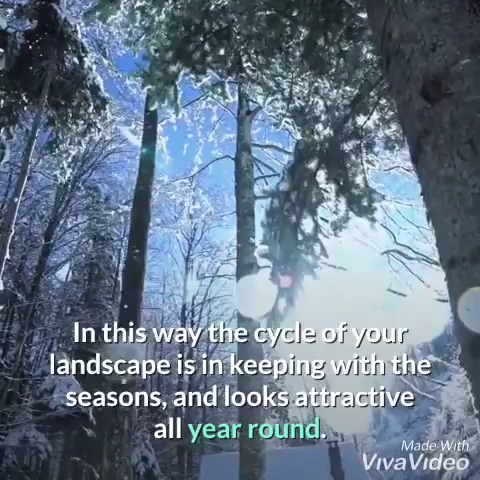 In this way the cycle of your
landscape is in keeping with the
seasons, and looks attractive
all year round.
Made With
VivaVideo